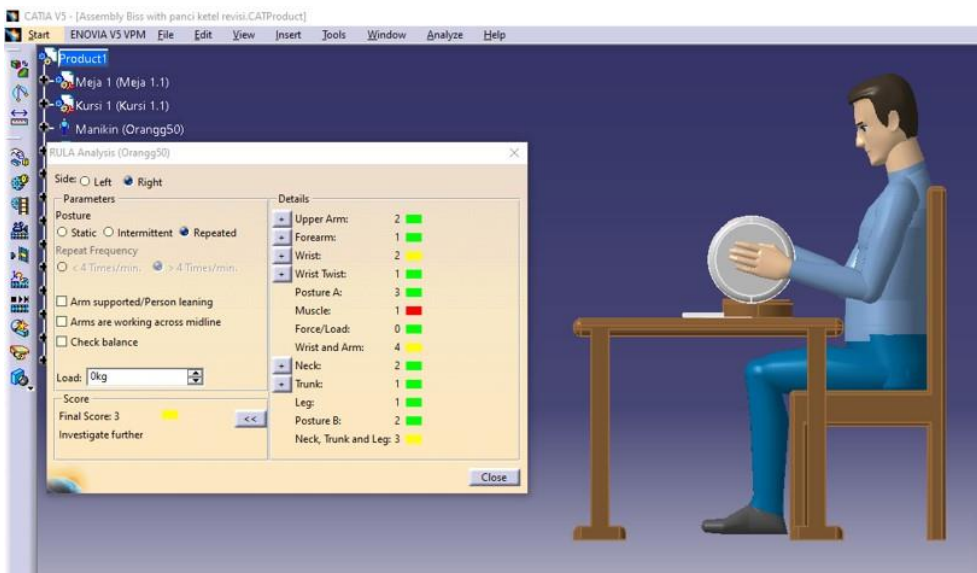 CATIA V5 - [Assembly Biss with panci ketel revisi.CATProduct]
Start ENOVIA V5 VPM File Edit View Insert Tools Window Analyze Help
Product1
Meja 1 (Meja 1.1)
Kursi 1 (Kursi 1.1)
Manikin (Orangg50)
RULA Analysis (Orangg50)
Side: Left Right
Parameters
Posture
Static Intermittent Repeated
Repeat Frequency
< 4 Times/min. > 4 Times/min.
Arm supported/Person leaning
Arms are working across midline
Check balance
Load: 0kg
Score
Final Score: 3
<<
Investigate further
Details
+ Upper Arm: 2
+ Forearm: 1
+ Wrist: 2
+ Wrist Twist: 1
Posture A: 3
Muscle: 1
Force/Load: 0
Wrist and Arm: 4
+ Neck: 2
+ Trunk: 1
Leg: 1
Posture B: 2
Neck, Trunk and Leg: 3
Close